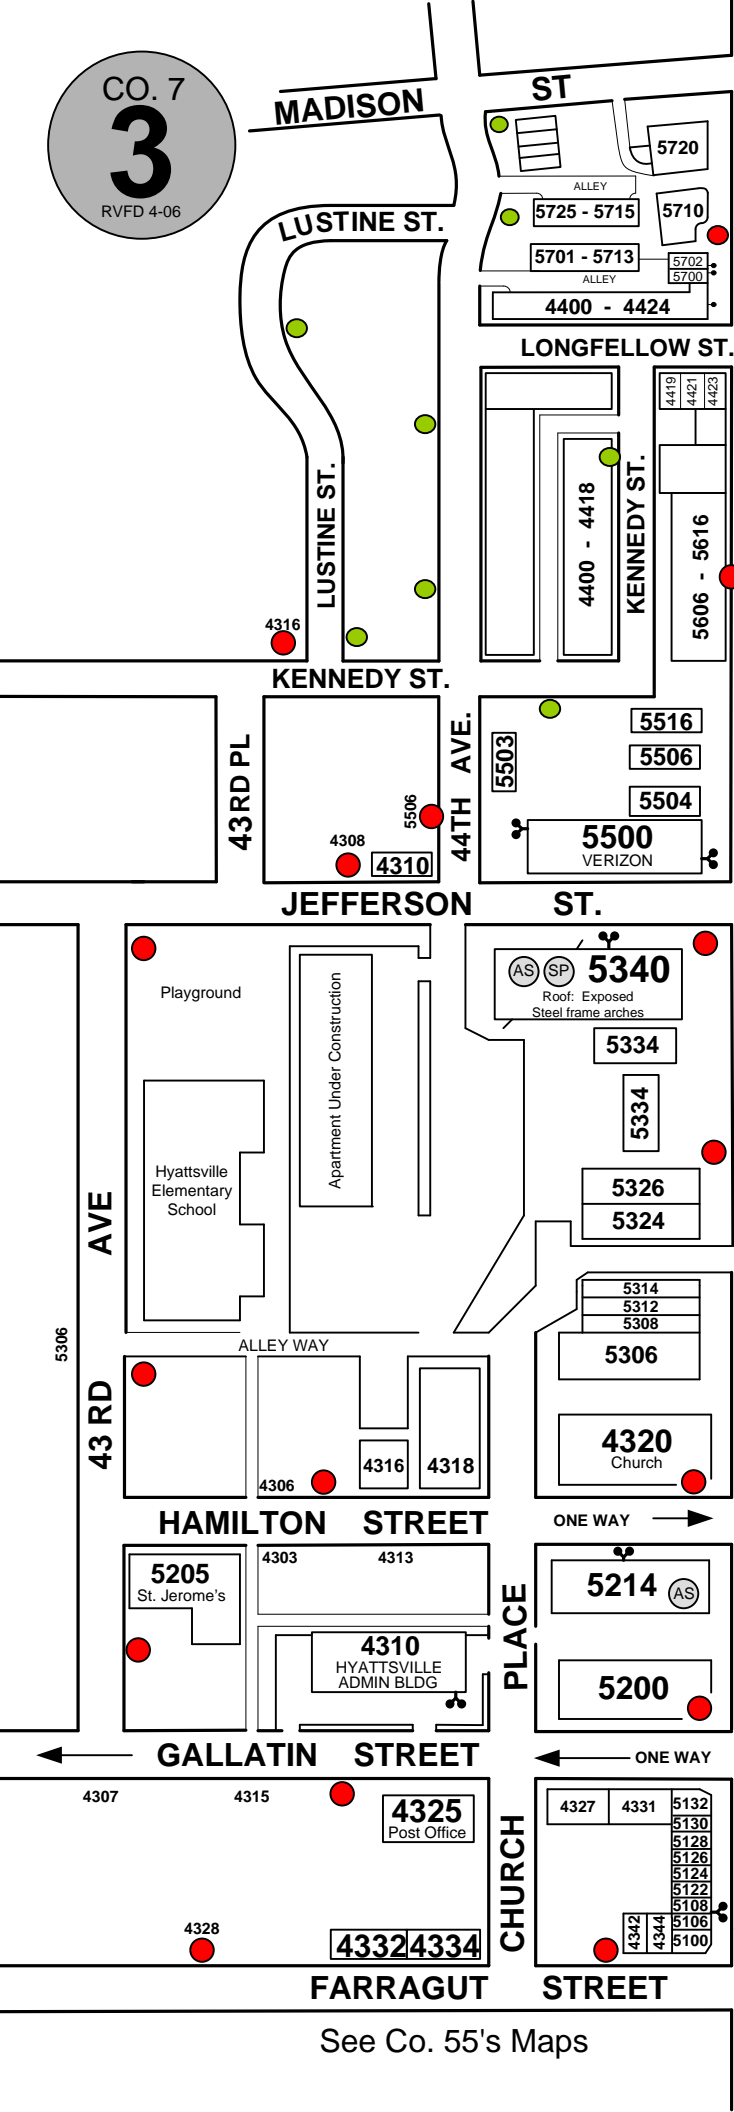 CO. 7
3
RVFD 4-06
MADISON ST
5720
ALLEY
5725 - 5715
5710
LUSTINE ST.
5701 - 5713
5702
5700
ALLEY
4400 - 4424
LONGFELLOW ST.
4419
4421
4423
LUSTINE ST.
4400 - 4418
KENNEDY ST.
5606 - 5616
4316
KENNEDY ST.
43RD PL
44TH AVE.
5503
5516
5506
5504
5506
4308
4310
5500
VERIZON
JEFFERSON ST.
Playground
Apartment Under Construction
AS
SP
5340
Roof: Exposed
Steel frame arches
5334
5334
Hyattsville
Elementary
School
5326
5324
43 RD AVE
5306
5314
5312
5308
5306
ALLEY WAY
4320
Church
4306
4316
4318
HAMILTON STREET
ONE WAY
5205
St. Jerome's
4303
4313
5214
AS
4310
HYATTSVILLE
ADMIN BLDG
CHURCH PLACE
5200
GALLATIN STREET
ONE WAY
4307
4315
4325
Post Office
4327
4331
5132
5130
5128
5126
5124
5122
5108
5106
5100
4342
4344
4328
4332
4334
FARRAGUT STREET
See Co. 55's Maps